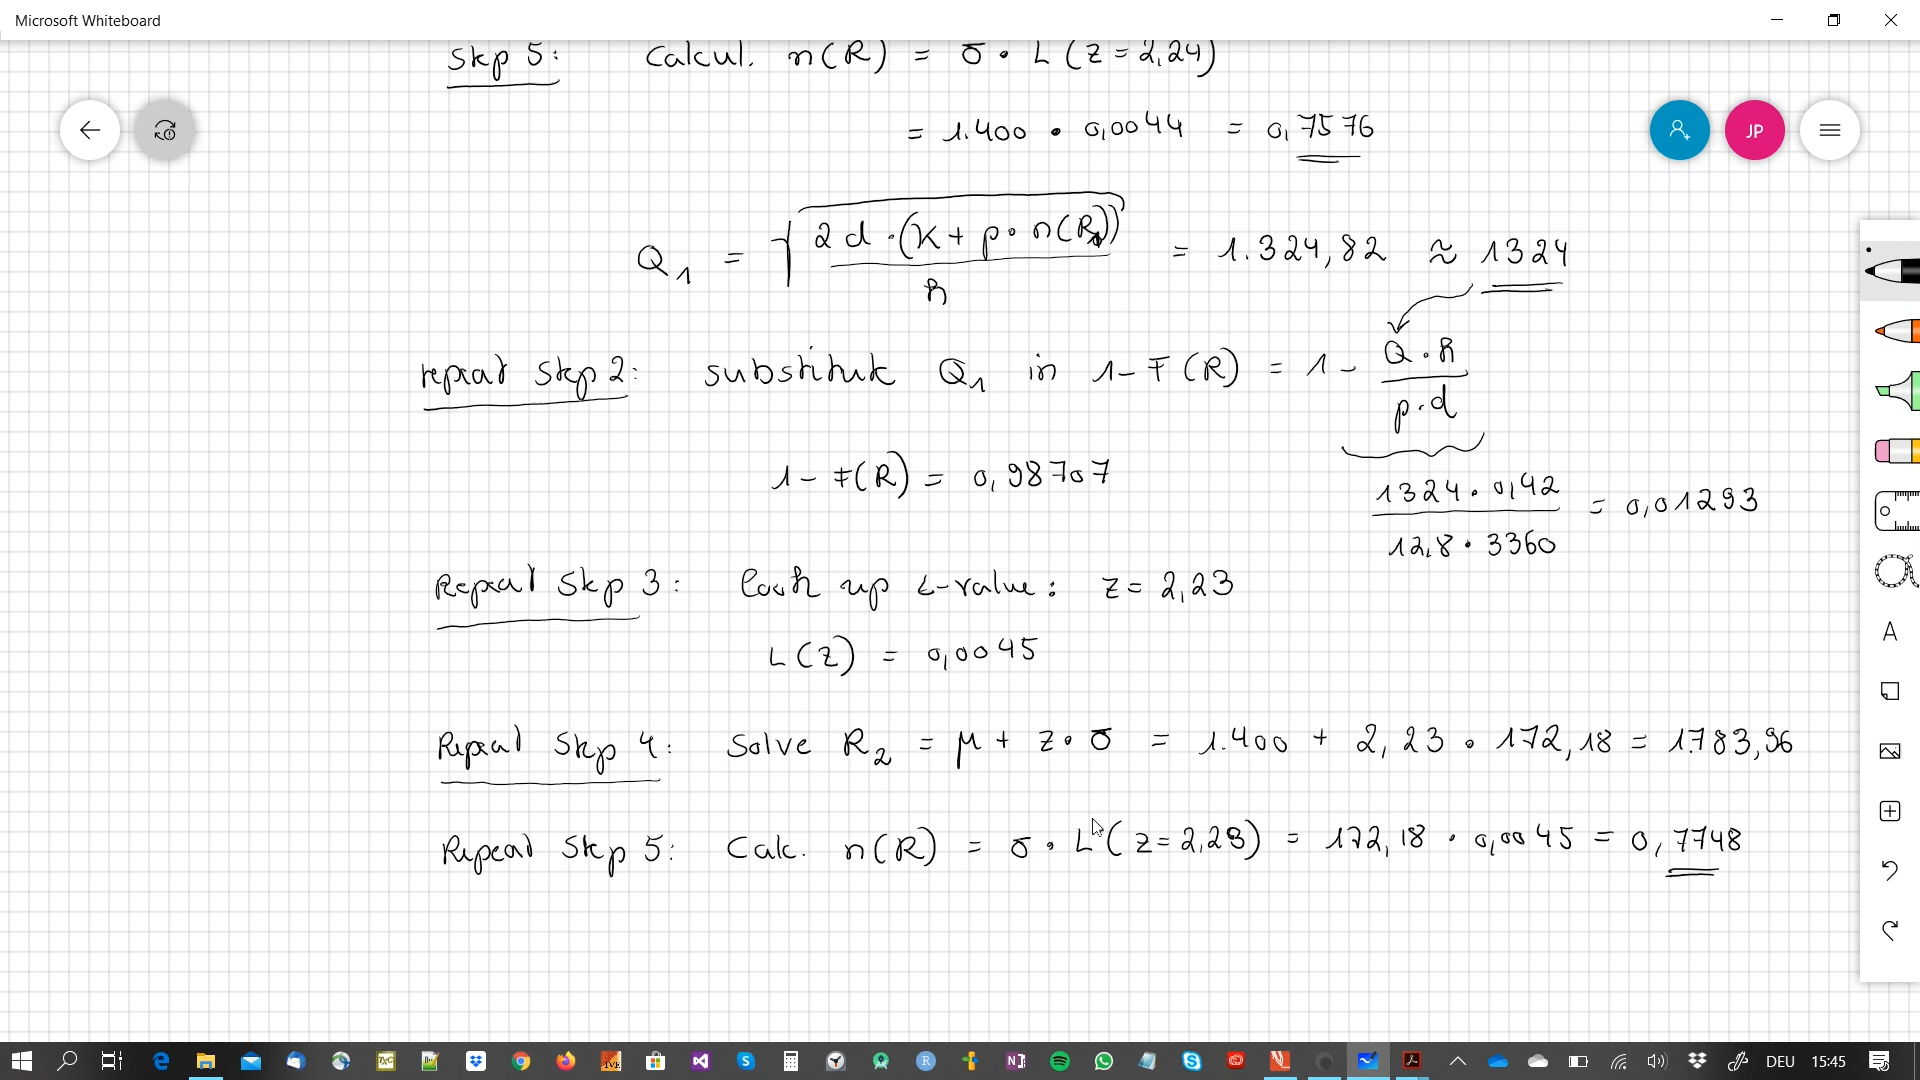 Microsoft Whiteboard
Step 5: Calcul. n(R) = σ · L (z = 2,24)
= 1.400 · 0,0044 = 0,7576
JP
Q₁ = √(2d · (K + p · n(R₁)) / h) = 1.324,82 ≈ 1324
repeat Step 2: substitute Q₁ in 1 - F(R) = 1 - Q · h / p · d
1 - F(R) = 0,98707
1324 · 0,42 / 12,8 · 3360 = 0,01293
Repeat Step 3: look up z-value: z = 2,23
L(z) = 0,0045
Repeat Step 4: Solve R₂ = μ + z · σ = 1.400 + 2,23 · 172,18 = 1783,96
Repeat Step 5: Calc. n(R) = σ · L (z = 2,23) = 172,18 · 0,0045 = 0,7748
A
DEU 15:45